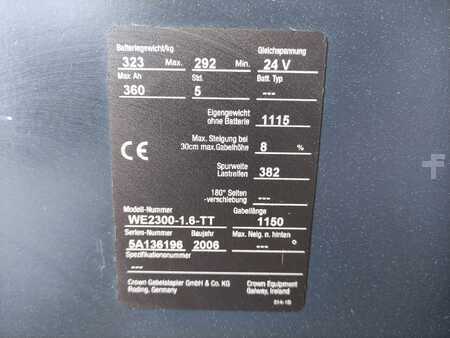 Batteriegewicht/kg Gleichspannung
323 Max. 292 Min. 24 V
Max Ah Std. Batt. Typ
360 5 ---
Eigengewicht
ohne Batterie 1115
Max. Steigung bei
30cm max.Gabelhöhe 8 %
CE
Spurweite
Lastreifen 382
180° Seiten
-verschiebung ---
Modell-Nummer Gabellänge
WE2300-1.6-TT 1150
Serien-Nummer Baujahr Max. Neig. n. hinten
5A136196 2006 - °
Spezifikationsnummer
---
Crown Gabelstapler GmbH & Co. KG Crown Equipment
Roding, Germany Galway, Ireland